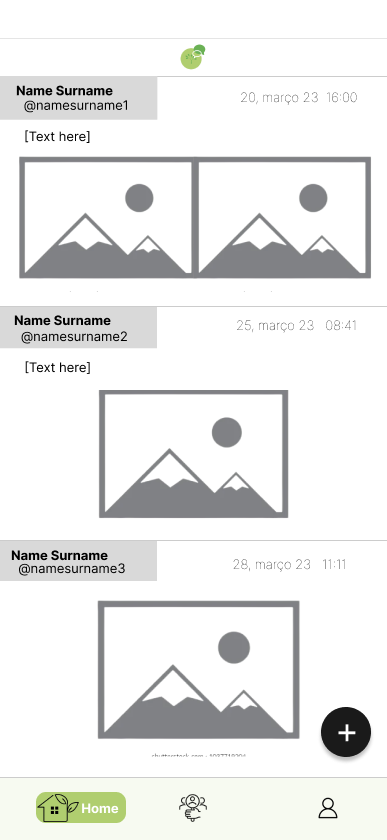 Name Surname
@namesurname1
20, março 23 16:00
[Text here]
Name Surname
@namesurname2
25, março 23 08:41
[Text here]
Name Surname
@namesurname3
28, março 23 11:11
+
Home